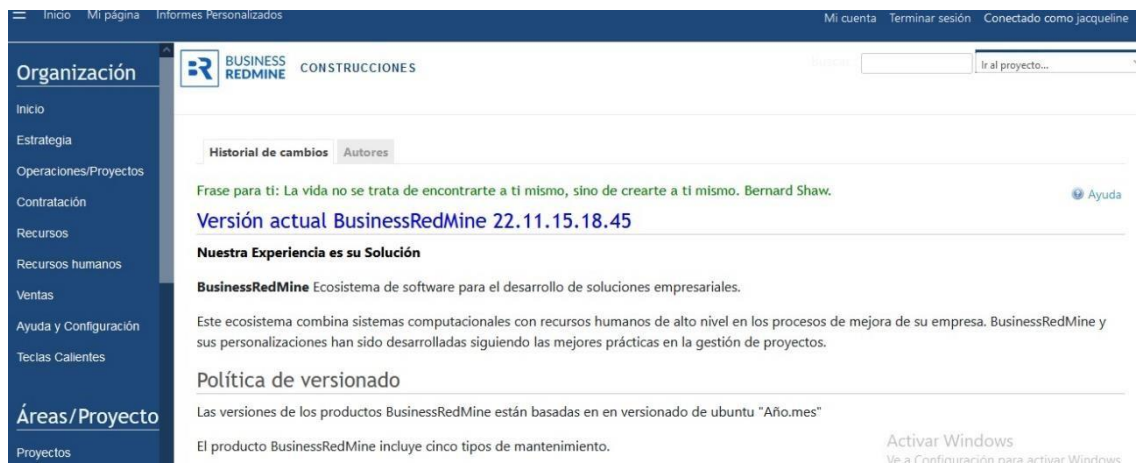 Inicio Mi página Informes Personalizados
Mi cuenta Terminar sesión Conectado como jacqueline
Organización
Inicio
Estrategia
Operaciones/Proyectos
Contratación
Recursos
Recursos humanos
Ventas
Ayuda y Configuración
Teclas Calientes
Áreas/Proyecto
Proyectos
BUSINESS
REDMINE
CONSTRUCCIONES
Ir al proyecto...
Historial de cambios Autores
Frase para ti: La vida no se trata de encontrarte a ti mismo, sino de crearte a ti mismo. Bernard Shaw.
Ayuda
Versión actual BusinessRedMine 22.11.15.18.45
Nuestra Experiencia es su Solución
BusinessRedMine Ecosistema de software para el desarrollo de soluciones empresariales.
Este ecosistema combina sistemas computacionales con recursos humanos de alto nivel en los procesos de mejora de su empresa. BusinessRedMine y
sus personalizaciones han sido desarrolladas siguiendo las mejores prácticas en la gestión de proyectos.
Política de versionado
Las versiones de los productos BusinessRedMine están basadas en en versionado de ubuntu "Año.mes"
El producto BusinessRedMine incluye cinco tipos de mantenimiento.
Activar Windows
Ve a Configuración para activar Windows.